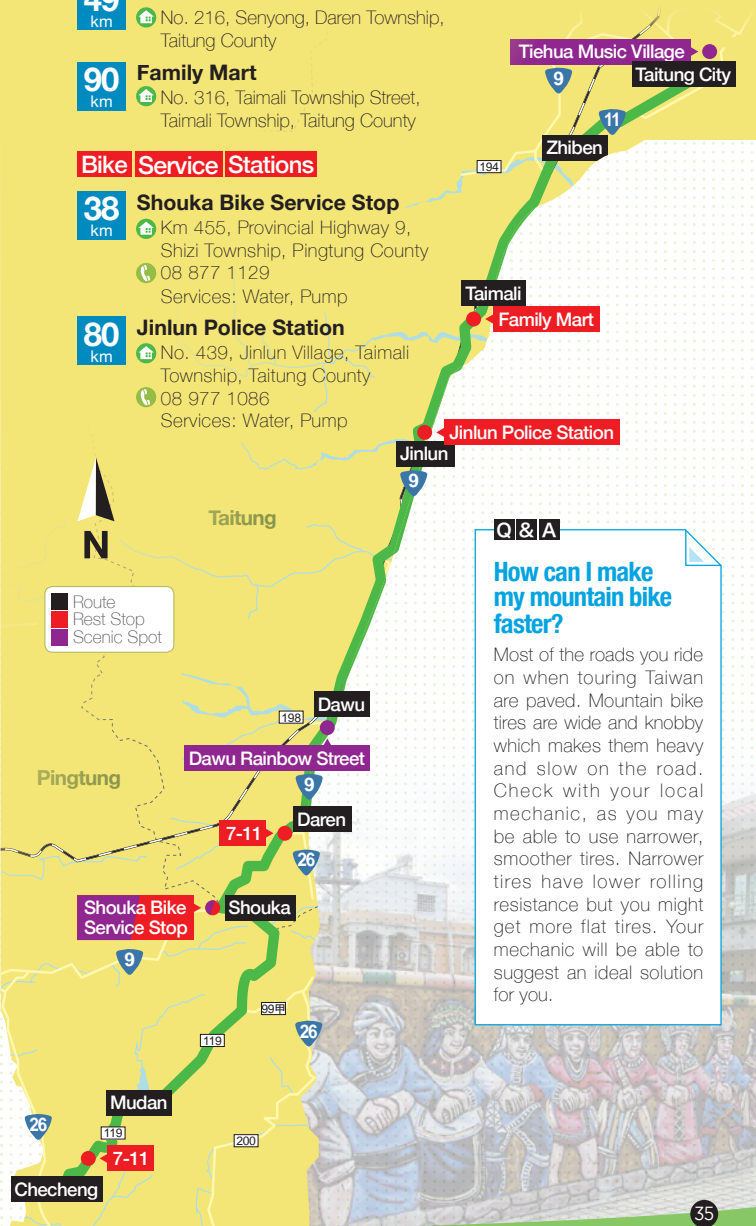 49
km
No. 216, Senyong, Daren Township,
Taitung County
90
km
Family Mart
No. 316, Taimali Township Street,
Taimali Township, Taitung County
Bike Service Stations
38
km
Shouka Bike Service Stop
Km 455, Provincial Highway 9,
Shizi Township, Pingtung County
08 877 1129
Services: Water, Pump
80
km
Jinlun Police Station
No. 439, Jinlun Village, Taimali
Township, Taitung County
08 977 1086
Services: Water, Pump
N
Route
Rest Stop
Scenic Spot
Tiehua Music Village
Taitung City
9
11
Zhiben
194
Taimali
Family Mart
Jinlun Police Station
Jinlun
9
Taitung
Dawu
198
Dawu Rainbow Street
Pingtung
9
Daren
7-11
26
Shouka Bike
Service Stop
Shouka
9
99甲
26
119
Mudan
26
119
7-11
200
Checheng
Q & A
How can I make
my mountain bike
faster?
Most of the roads you ride
on when touring Taiwan
are paved. Mountain bike
tires are wide and knobby
which makes them heavy
and slow on the road.
Check with your local
mechanic, as you may
be able to use narrower,
smoother tires. Narrower
tires have lower rolling
resistance but you might
get more flat tires. Your
mechanic will be able to
suggest an ideal solution
for you.
35